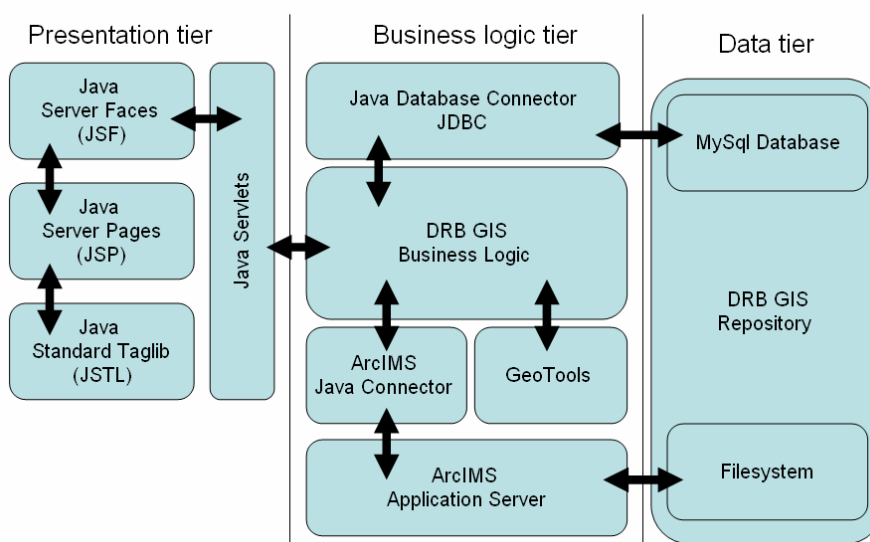 Presentation tier
Business logic tier
Data tier
Java
Server Faces
(JSF)
Java
Server Pages
(JSP)
Java
Standard Taglib
(JSTL)
Java Servlets
Java Database Connector
JDBC
DRB GIS
Business Logic
ArcIMS
Java Connector
GeoTools
ArcIMS
Application Server
MySql Database
DRB GIS
Repository
Filesystem